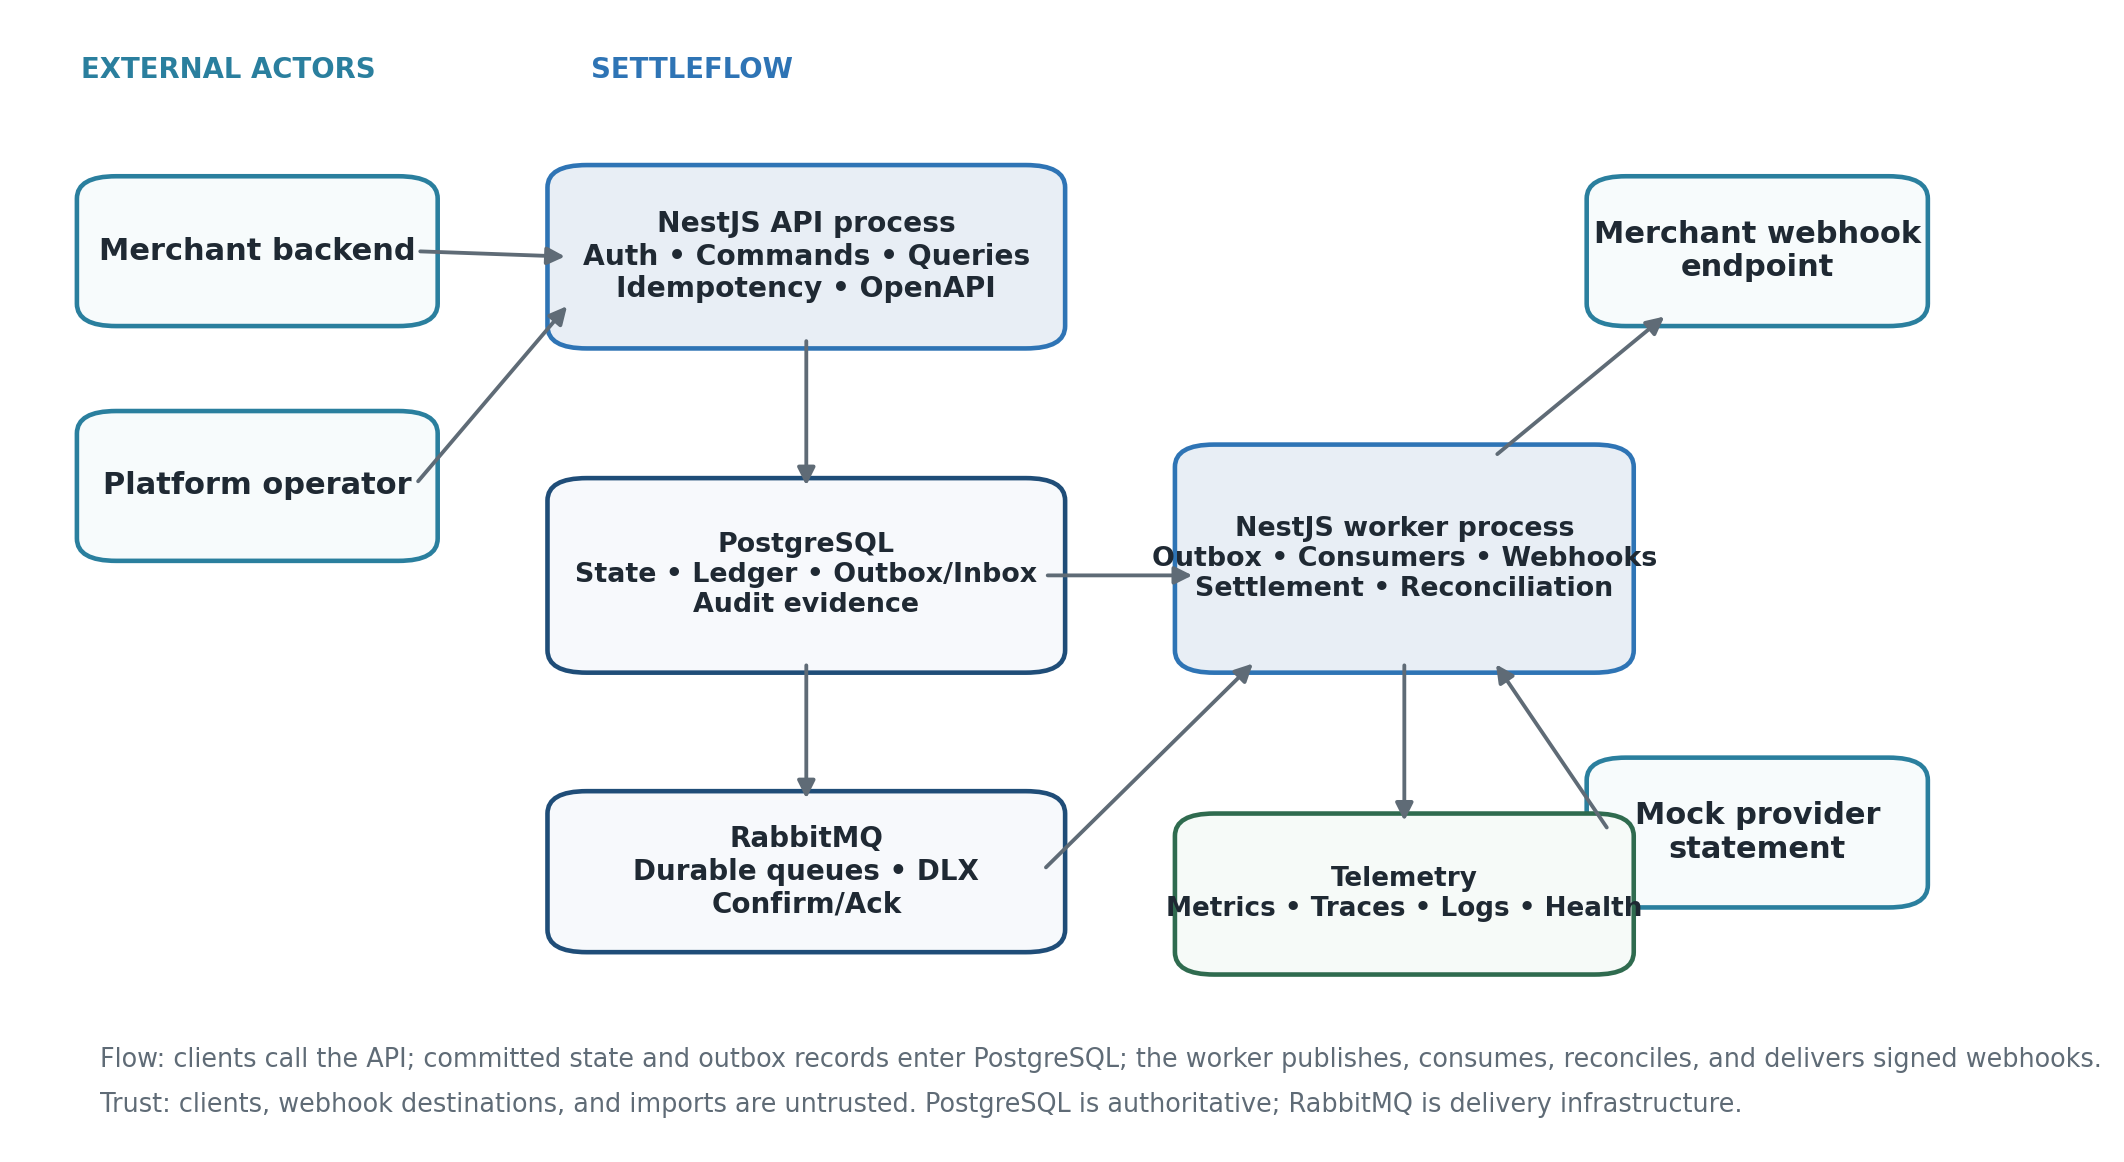 EXTERNAL ACTORS
SETTLEFLOW
Merchant backend
NestJS API process
Auth • Commands • Queries
Idempotency • OpenAPI
Merchant webhook
endpoint
Platform operator
PostgreSQL
State • Ledger • Outbox/Inbox
Audit evidence
NestJS worker process
Outbox • Consumers • Webhooks
Settlement • Reconciliation
RabbitMQ
Durable queues • DLX
Confirm/Ack
Telemetry
Metrics • Traces • Logs • Health
Mock provider
statement
Flow: clients call the API; committed state and outbox records enter PostgreSQL; the worker publishes, consumes, reconciles, and delivers signed webhooks.
Trust: clients, webhook destinations, and imports are untrusted. PostgreSQL is authoritative; RabbitMQ is delivery infrastructure.